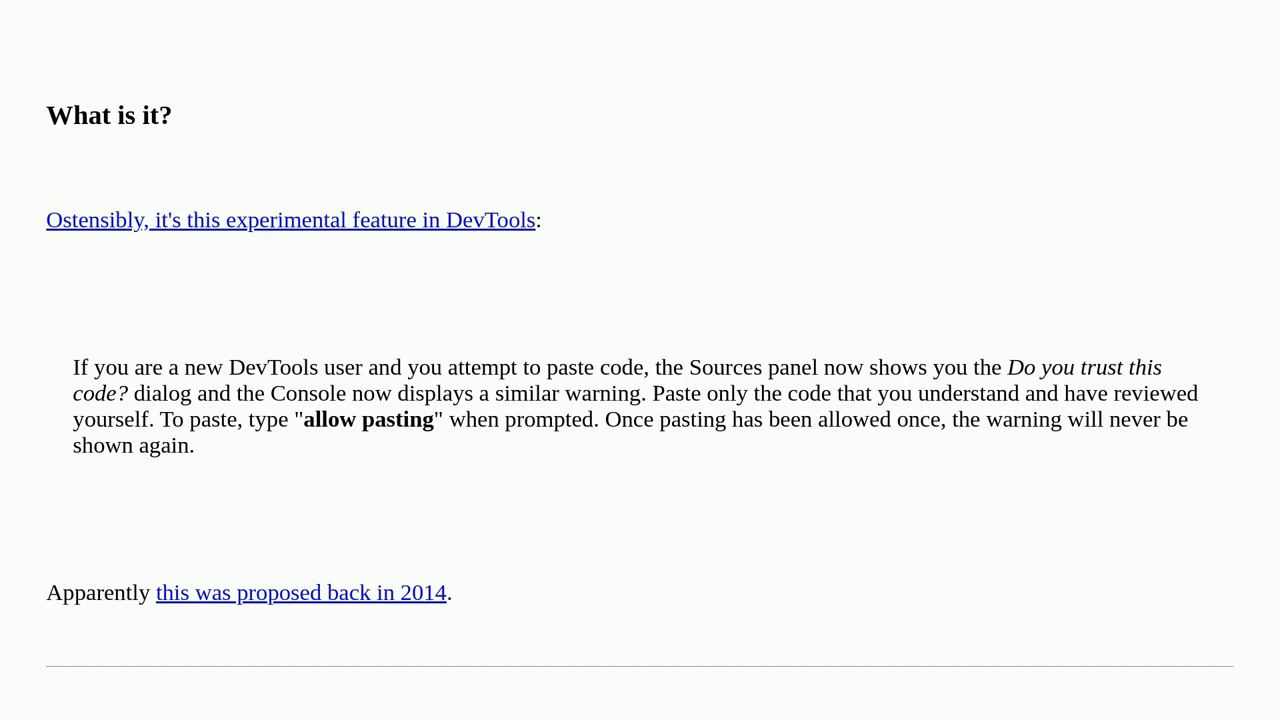 What is it?
Ostensibly, it's this experimental feature in DevTools:
If you are a new DevTools user and you attempt to paste code, the Sources panel now shows you the Do you trust this
code? dialog and the Console now displays a similar warning. Paste only the code that you understand and have reviewed
yourself. To paste, type "allow pasting" when prompted. Once pasting has been allowed once, the warning will never be
shown again.
Apparently this was proposed back in 2014.